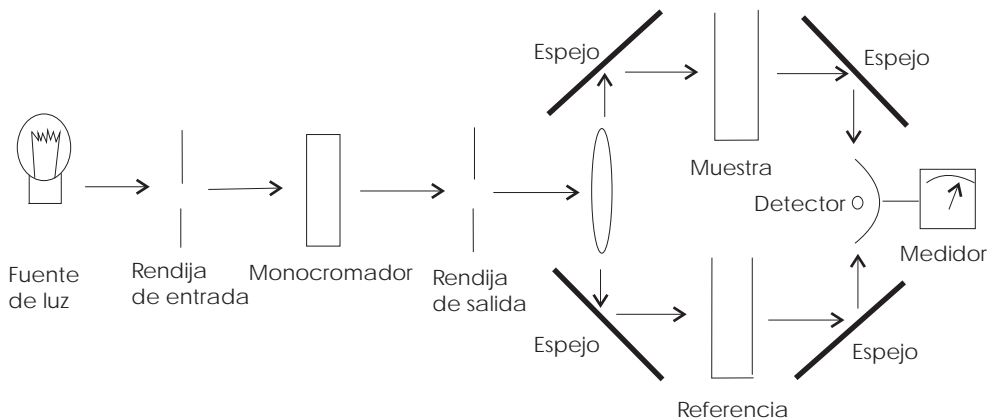 Espejo
Espejo
Muestra
Detector
Medidor
Fuente
de luz
Rendija
de entrada
Monocromador
Rendija
de salida
Espejo
Espejo
Referencia